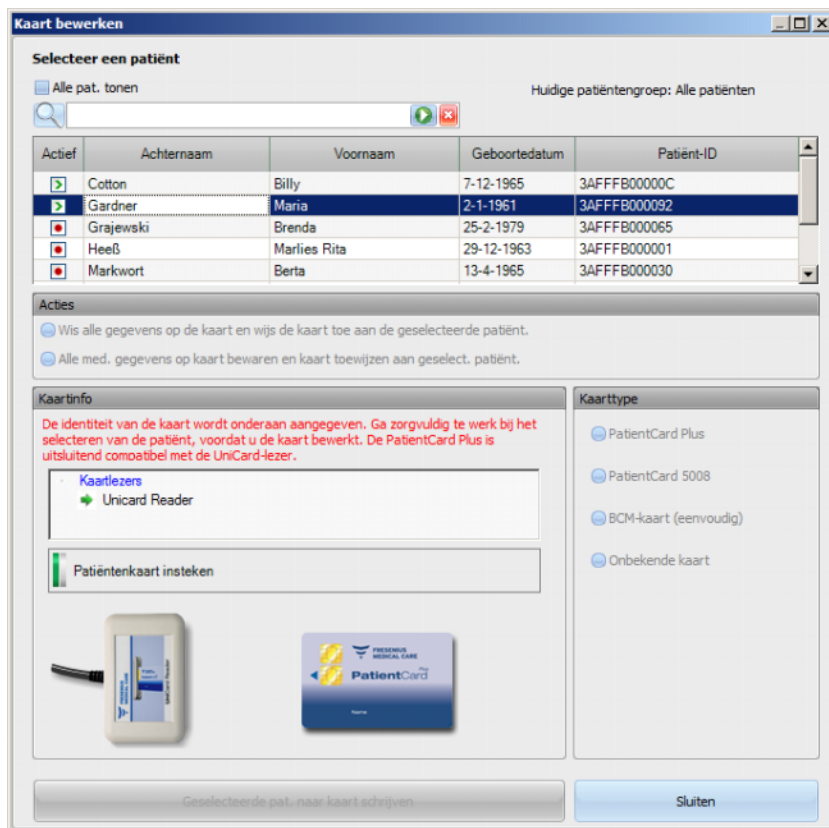 Kaart bewerken
Selecteer een patiënt
Alle pat. tonen
Huidige patiëntengroep: Alle patiënten
Actief Achternaam Voornaam Geboortedatum Patiënt-ID
Cotton Billy 7-12-1965 3AFFFB00000C
Gardner Maria 2-1-1961 3AFFFB000092
Grajewski Brenda 25-2-1979 3AFFFB000065
Heeß Marlies Rita 29-12-1963 3AFFFB000001
Markwort Berta 13-4-1965 3AFFFB000030
Acties
Wis alle gegevens op de kaart en wijs de kaart toe aan de geselecteerde patiënt.
Alle med. gegevens op kaart bewaren en kaart toewijzen aan geselect. patiënt.
Kaartinfo
De identiteit van de kaart wordt onderaan aangegeven. Ga zorgvuldig te werk bij het
selecteren van de patiënt, voordat u de kaart bewerkt. De PatientCard Plus is
uitsluitend compatibel met de UniCard-lezer.
Kaartlezers
Unicard Reader
Patiëntenkaart insteken
FRESENIUS
MEDICAL CARE
UniCard Reader
FRESENIUS
MEDICAL CARE
Plus
PatientCard
Name
Kaarttype
PatientCard Plus
PatientCard 5008
BCM-kaart (eenvoudig)
Onbekende kaart
Geselecteerde pat. naar kaart schrijven
Sluiten